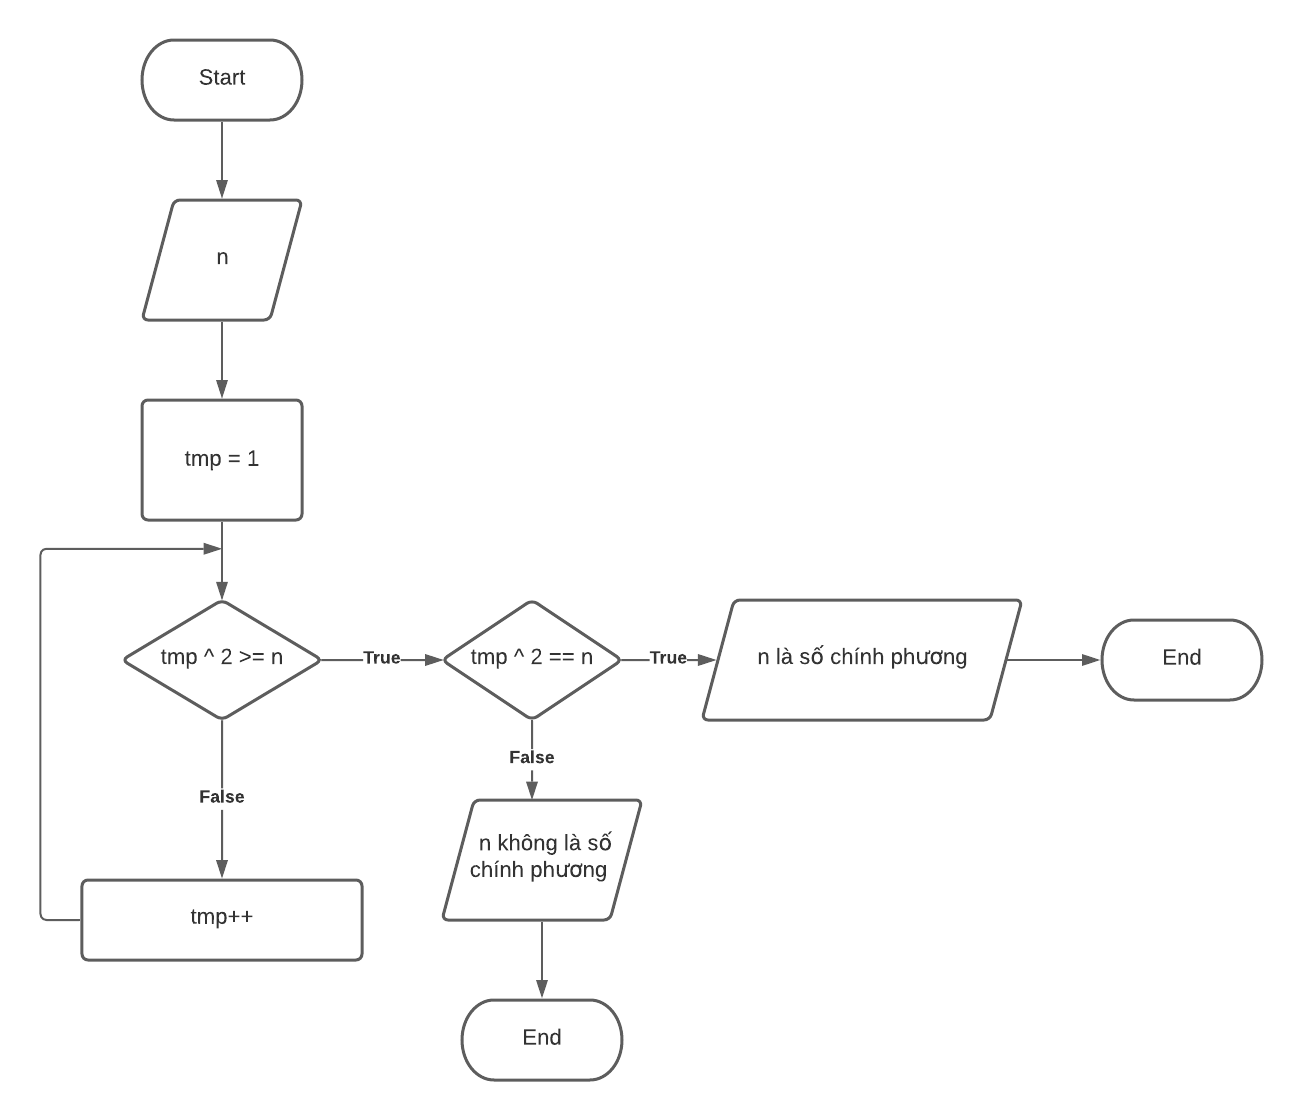 Start
n
tmp = 1
tmp ^ 2 >= n
True
tmp ^ 2 == n
True
n là số chính phương
End
False
False
n không là số
chính phương
tmp++
End